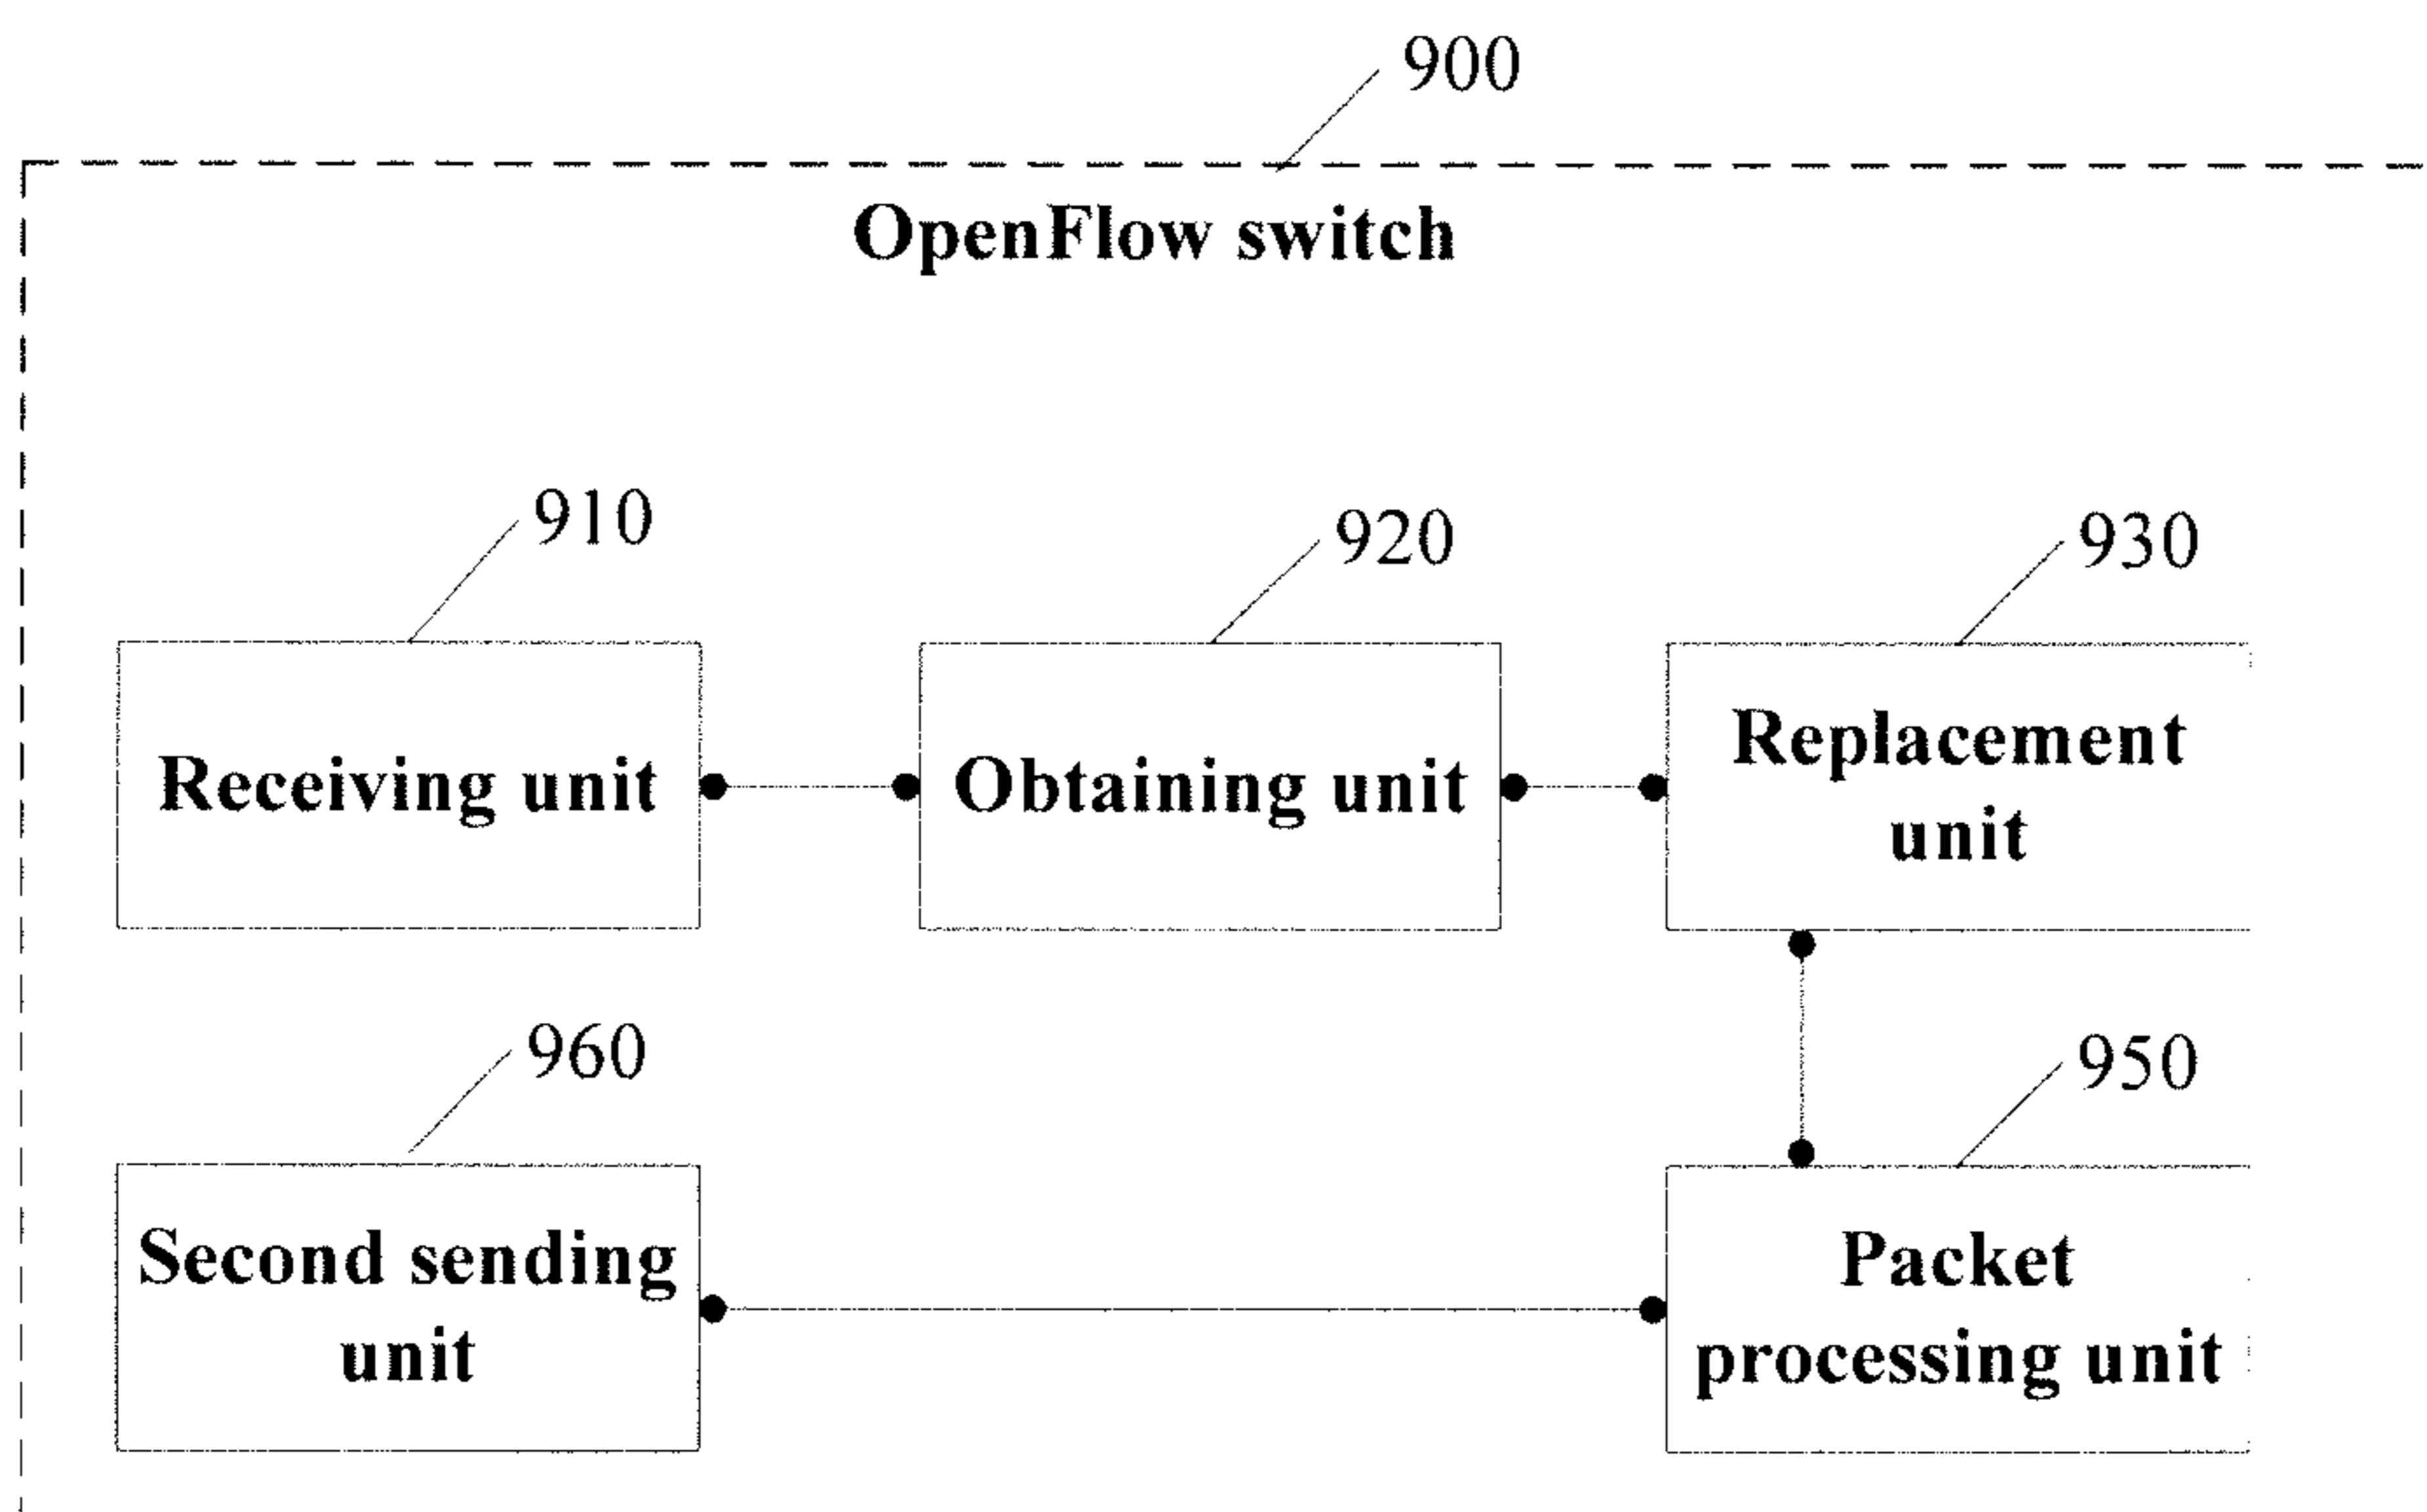 900
OpenFlow switch
910
920
930
Receiving unit
Obtaining unit
Replacement
unit
960
950
Second sending
unit
Packet
processing unit